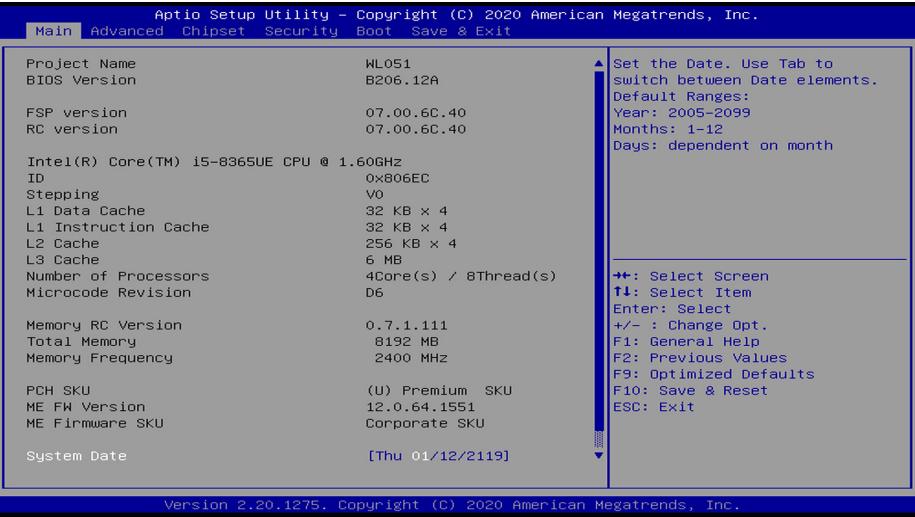 Aptio Setup Utility – Copyright (C) 2020 American Megatrends, Inc.
Main Advanced Chipset Security Boot Save & Exit
Project Name WL051
BIOS Version B206.12A
FSP version 07.00.6C.40
RC version 07.00.6C.40
Intel(R) Core(TM) i5-8365UE CPU @ 1.60GHz
ID 0x806EC
Stepping V0
L1 Data Cache 32 KB x 4
L1 Instruction Cache 32 KB x 4
L2 Cache 256 KB x 4
L3 Cache 6 MB
Number of Processors 4Core(s) / 8Thread(s)
Microcode Revision D6
Memory RC Version 0.7.1.111
Total Memory 8192 MB
Memory Frequency 2400 MHz
PCH SKU (U) Premium SKU
ME FW Version 12.0.64.1551
ME Firmware SKU Corporate SKU
System Date [Thu 01/12/2119]
Set the Date. Use Tab to
switch between Date elements.
Default Ranges:
Year: 2005-2099
Months: 1-12
Days: dependent on month
→←: Select Screen
↑↓: Select Item
Enter: Select
+/- : Change Opt.
F1: General Help
F2: Previous Values
F9: Optimized Defaults
F10: Save & Reset
ESC: Exit
Version 2.20.1275. Copyright (C) 2020 American Megatrends, Inc.